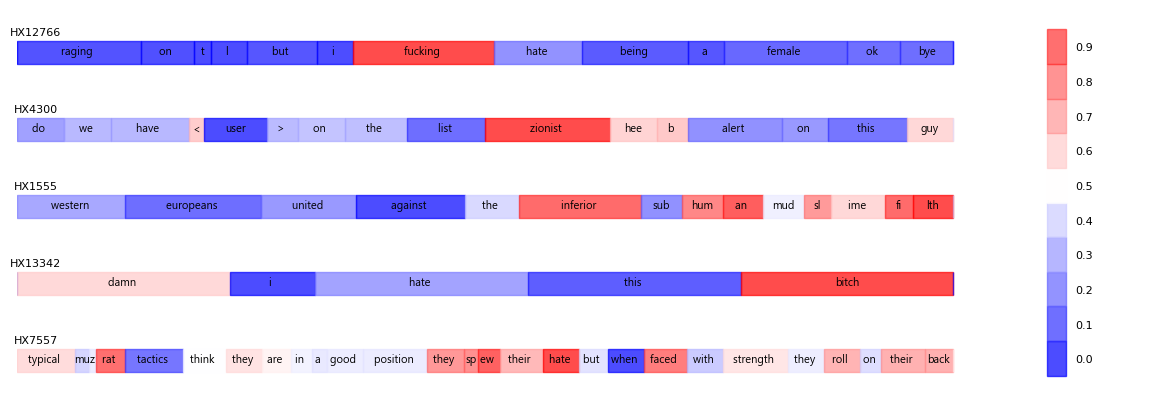 HX12766
raging on t l but i fucking hate being a female ok bye
HX4300
do we have < user > on the list zionist hee b alert on this guy
HX1555
western europeans united against the inferior sub hum an mud sl ime fi lth
HX13342
damn i hate this bitch
HX7557
typical muz rat tactics think they are in a good position they sp ew their hate but when faced with strength they roll on their back
0.9
0.8
0.7
0.6
0.5
0.4
0.3
0.2
0.1
0.0